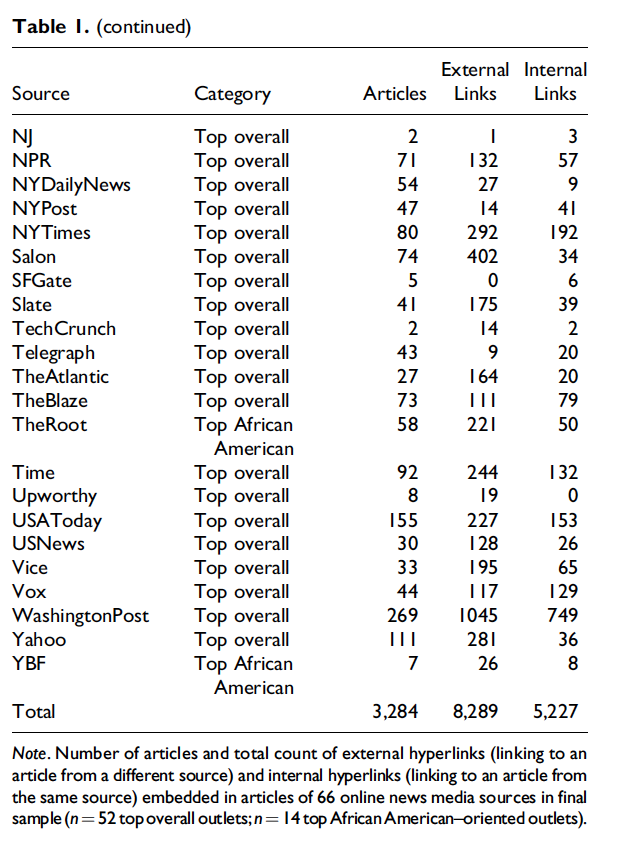 Table 1. (continued)
External Internal
Source Category Articles Links Links
NJ Top overall 2 1 3
NPR Top overall 71 132 57
NYDailyNews Top overall 54 27 9
NYPost Top overall 47 14 41
NYTimes Top overall 80 292 192
Salon Top overall 74 402 34
SFGate Top overall 5 0 6
Slate Top overall 41 175 39
TechCrunch Top overall 2 14 2
Telegraph Top overall 43 9 20
TheAtlantic Top overall 27 164 20
TheBlaze Top overall 73 111 79
TheRoot Top African 58 221 50
American
Time Top overall 92 244 132
Upworthy Top overall 8 19 0
USAToday Top overall 155 227 153
USNews Top overall 30 128 26
Vice Top overall 33 195 65
Vox Top overall 44 117 129
WashingtonPost Top overall 269 1045 749
Yahoo Top overall 111 281 36
YBF Top African 7 26 8
American
Total 3,284 8,289 5,227
Note. Number of articles and total count of external hyperlinks (linking to an
article from a different source) and internal hyperlinks (linking to an article from
the same source) embedded in articles of 66 online news media sources in final
sample (n = 52 top overall outlets; n = 14 top African American–oriented outlets).